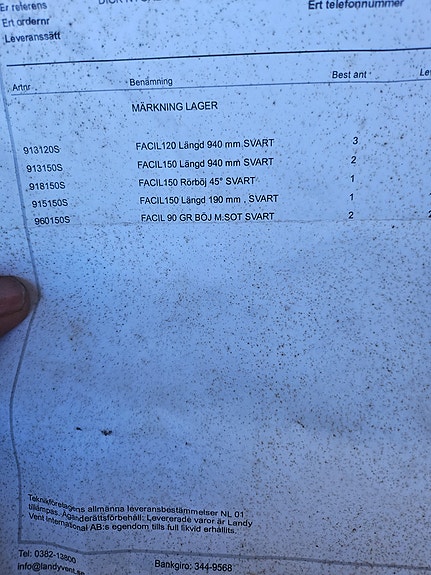 Er referens
Ert telefonnummer
Ert ordernr
Leveranssätt
Artnr Benämning Best ant
MÄRKNING LAGER
913120S FACIL120 Längd 940 mm SVART 3
913150S FACIL150 Längd 940 mm SVART 2
918150S FACIL150 Rörböj 45° SVART 1
915150S FACIL150 Längd 190 mm , SVART 1
960150S FACIL 90 GR BÖJ M.SOT SVART 2
Teknikföretagens allmänna leveransbestämmelser NL 01
tillämpas. Äganderättsförbehåll: Levererade varor är Landy
Vent International AB:s egendom tills full likvid erhållits.
Tel: 0382-13800 Bankgiro: 344-9568
info@landyvent.se